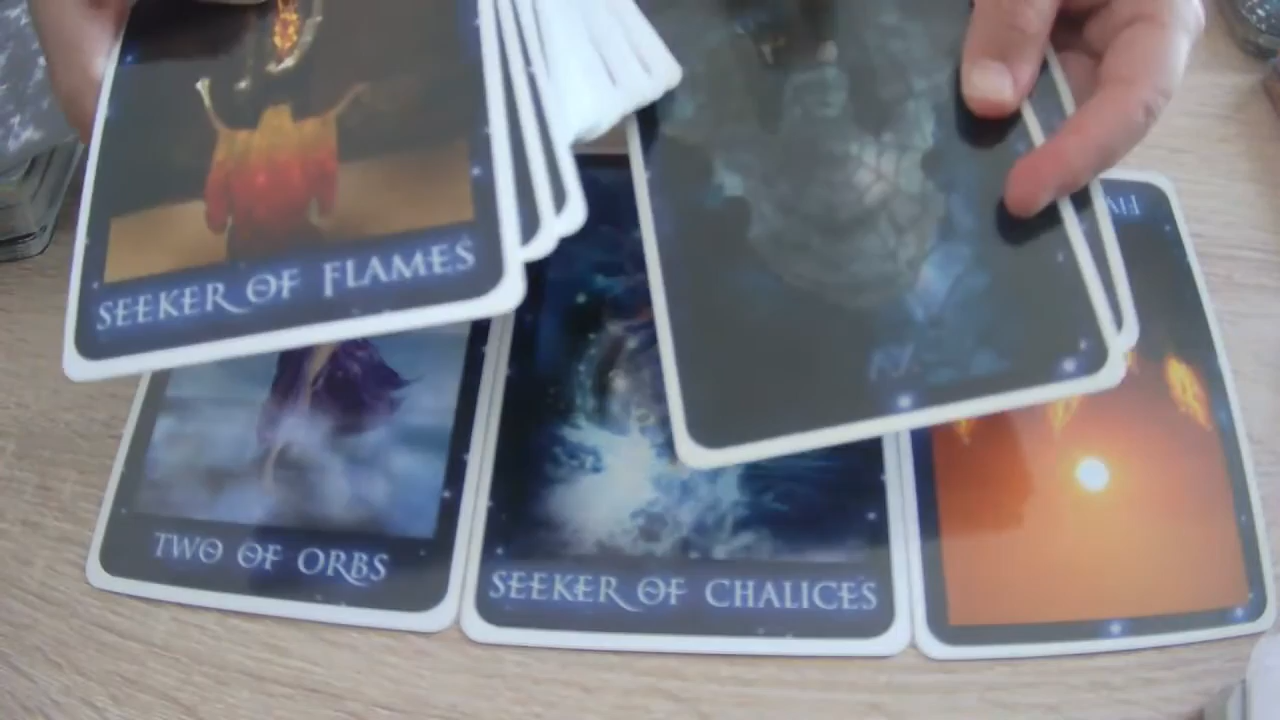 SEEKER OF FLAMES
TWO OF ORBS
SEEKER OF CHALICES